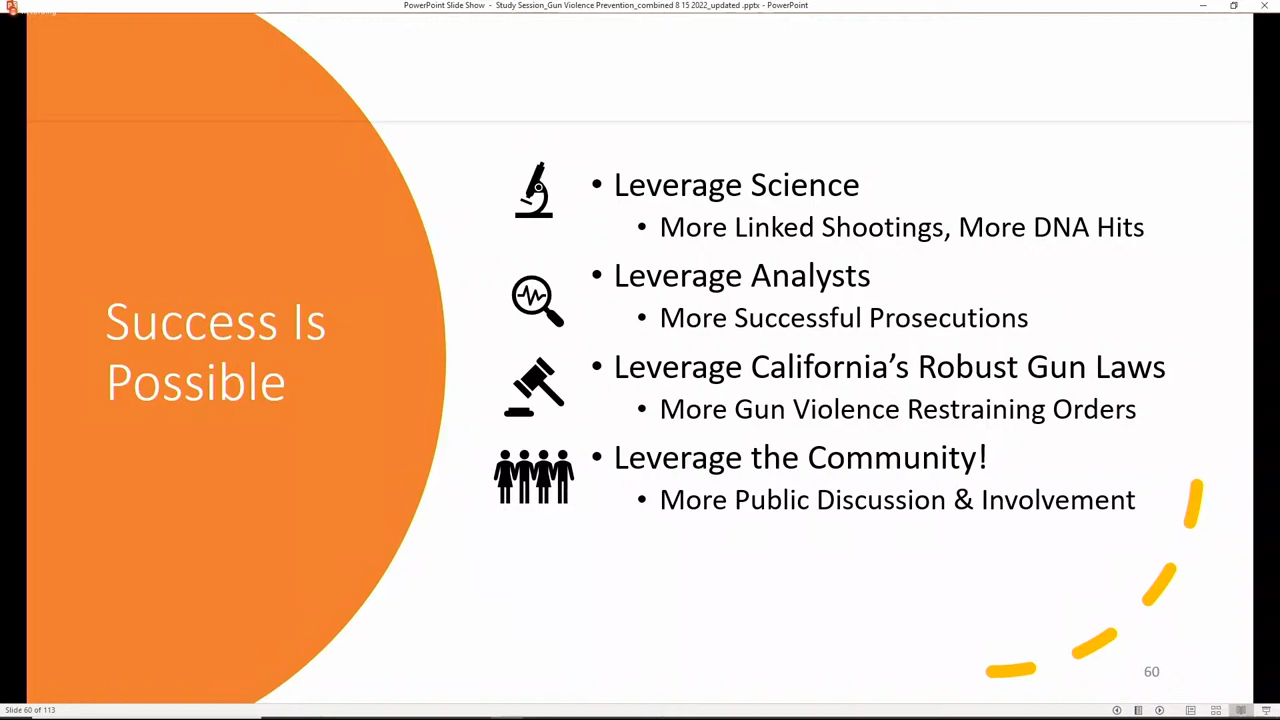 PowerPoint Slide Show - Study Session_Gun Violence Prevention_combined 8 15 2022_updated .pptx - PowerPoint
Success Is
Possible
• Leverage Science
• More Linked Shootings, More DNA Hits
• Leverage Analysts
• More Successful Prosecutions
• Leverage California's Robust Gun Laws
• More Gun Violence Restraining Orders
• Leverage the Community!
• More Public Discussion & Involvement
60
Slide 60 of 113